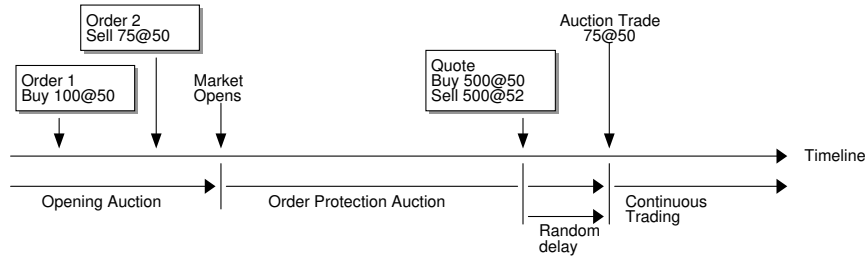 Order 2
Sell 75@50
Auction Trade
75@50
Order 1
Buy 100@50
Market
Opens
Quote
Buy 500@50
Sell 500@52
Timeline
Opening Auction
Order Protection Auction
Continuous
Trading
Random
delay